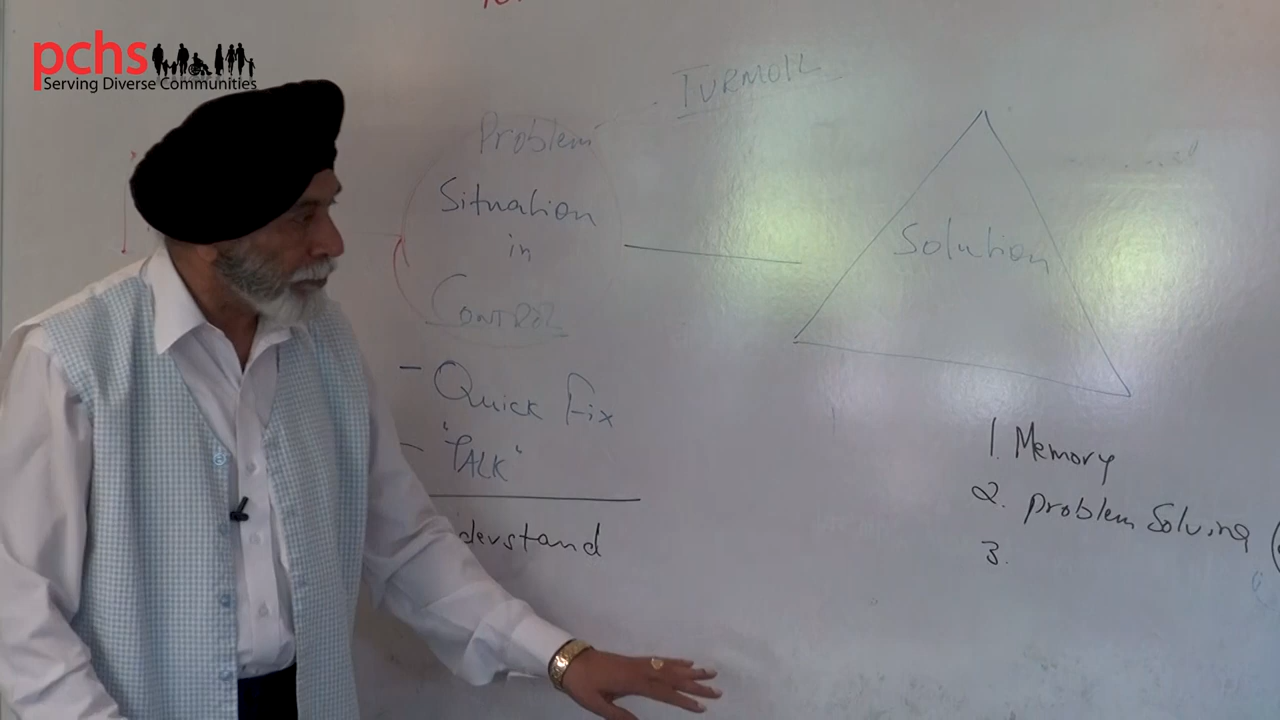 pchs
Serving Diverse Communities
TURMOIL
Problem
Situation
in
CONTROL
Solution
- Quick Fix
- "TALK"
derstand
1. Memory
2. Problem Solving (
3.